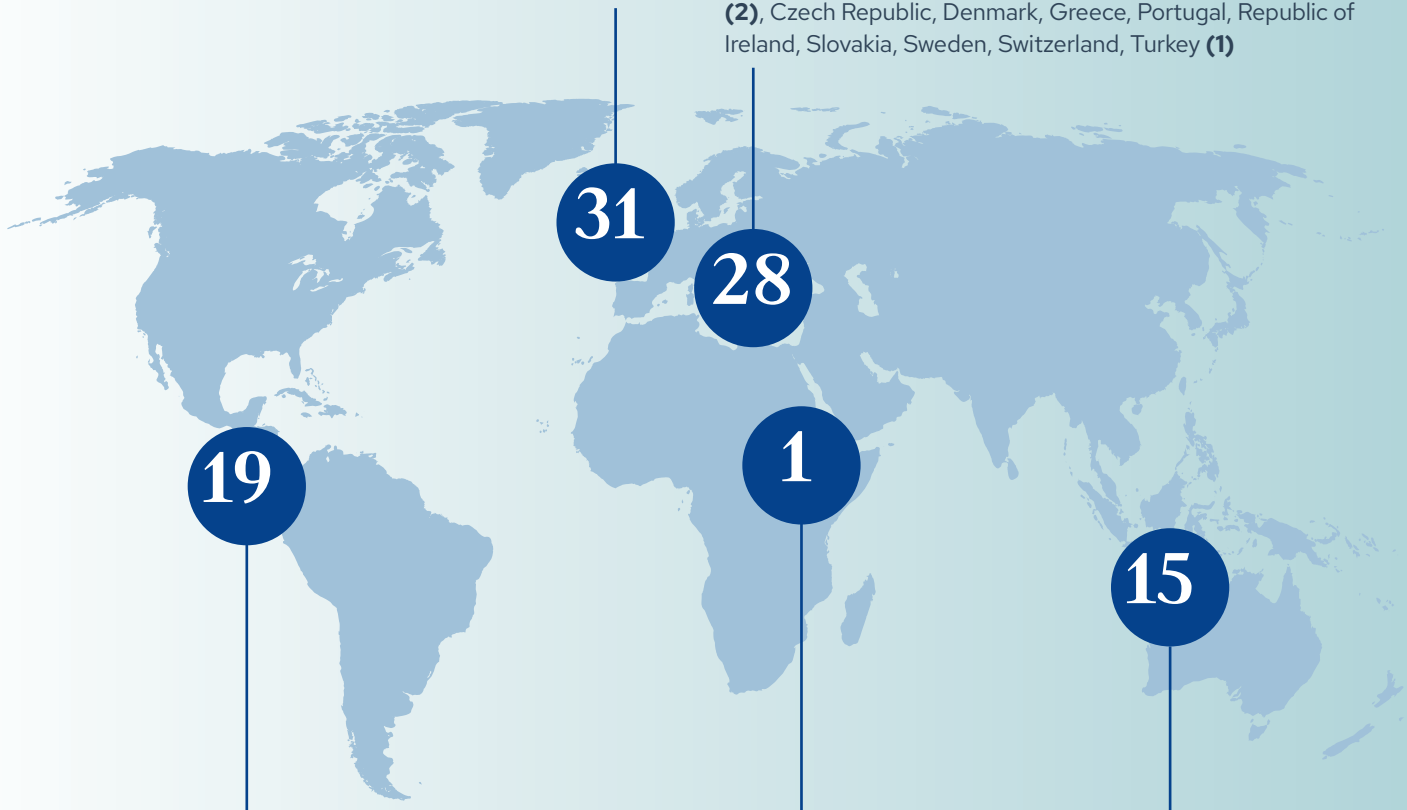 (2), Czech Republic, Denmark, Greece, Portugal, Republic of
Ireland, Slovakia, Sweden, Switzerland, Turkey (1)
31
28
19
1
15